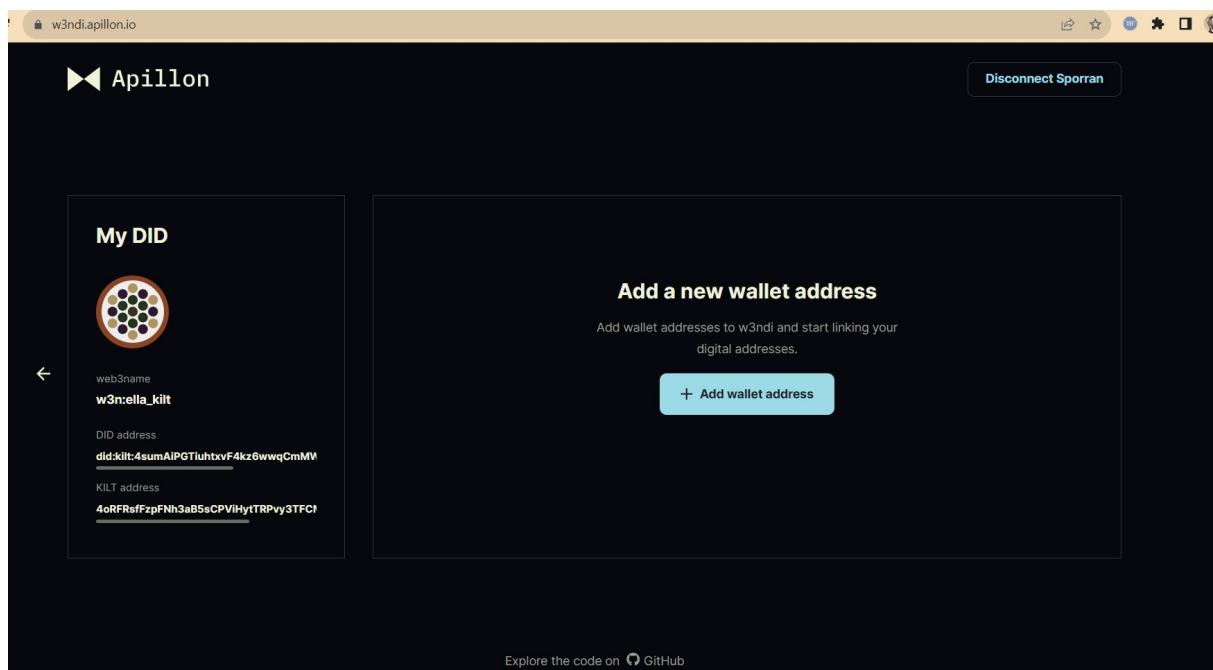 w3ndi.apillon.io
Apillon
Disconnect Sporran
My DID
web3name
w3n:ella_kilt
DID address
did:kilt:4sumAiPGTiuhtxvF4kz6wwqCmMW
KILT address
4oRFRsfFzpFNh3aB5sCPViHytTRPvy3TFCM
Add a new wallet address
Add wallet addresses to w3ndi and start linking your
digital addresses.
+ Add wallet address
Explore the code on GitHub